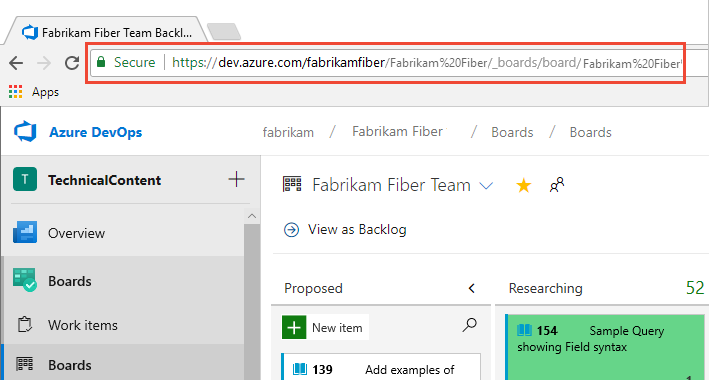 Fabrikam Fiber Team Backl...
Secure https://dev.azure.com/fabrikamfiber/Fabrikam%20Fiber/_boards/board/Fabrikam%20Fiber
Apps
Azure DevOps
fabrikam / Fabrikam Fiber / Boards / Boards
T TechnicalContent
Fabrikam Fiber Team
Overview
View as Backlog
Boards
Proposed
Researching 52
Work items
New item
154 Sample Query
showing Field syntax
Boards
139 Add examples of
1